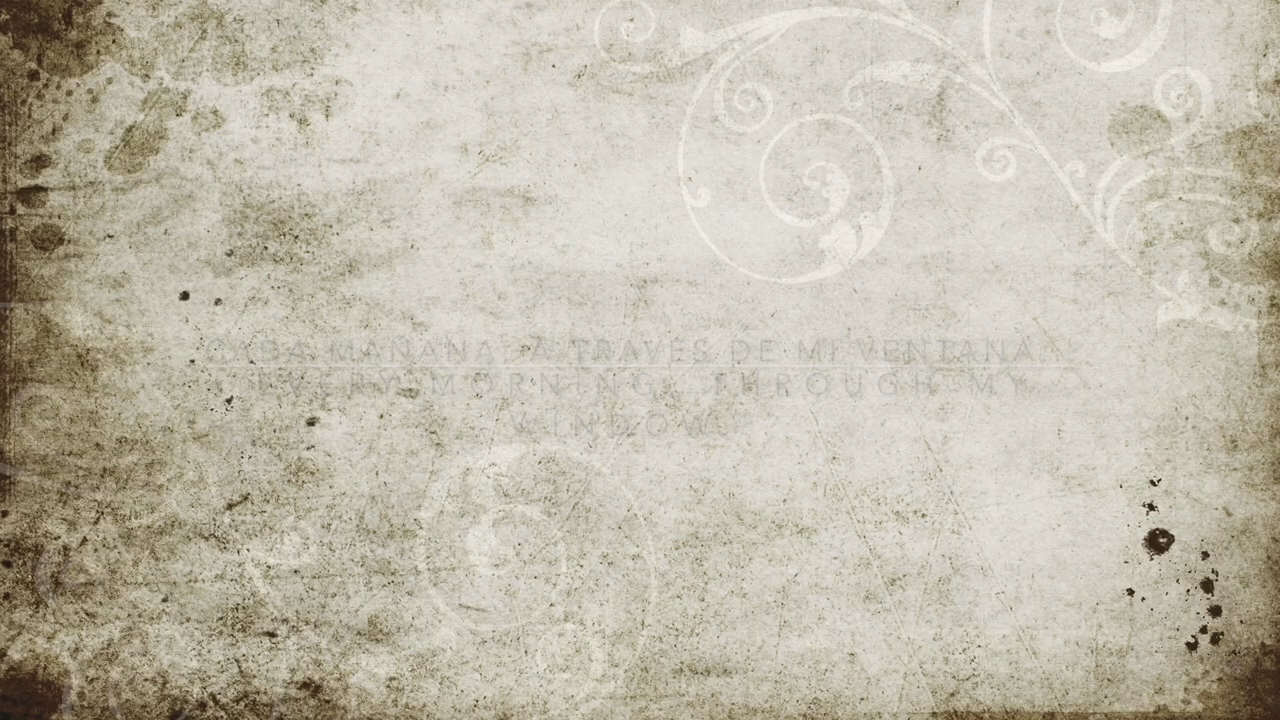 CADA MAÑANA, A TRAVÉS DE MI VENTANA
EVERY MORNING, THROUGH MY
WINDOW